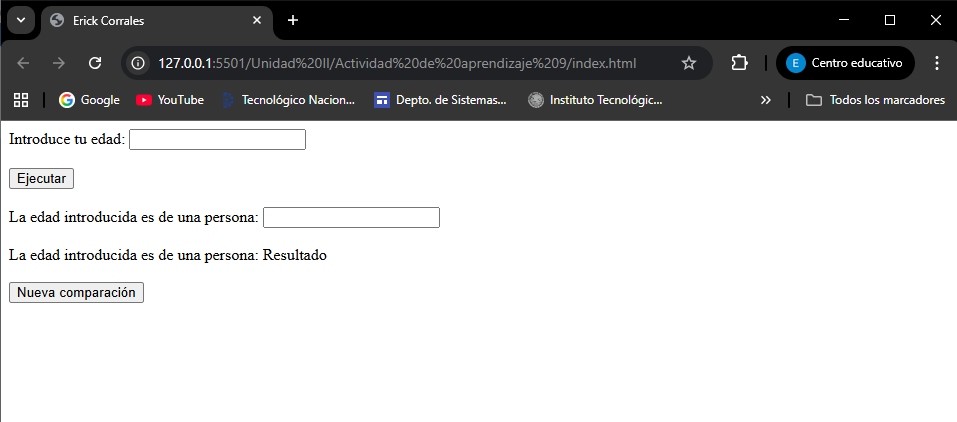 Erick Corrales
127.0.0.1:5501/Unidad%20II/Actividad%20de%20aprendizaje%209/index.html
E Centro educativo
Google YouTube Tecnológico Nacion... Depto. de Sistemas... Instituto Tecnológic... Todos los marcadores
Introduce tu edad:
Ejecutar
La edad introducida es de una persona:
La edad introducida es de una persona: Resultado
Nueva comparación